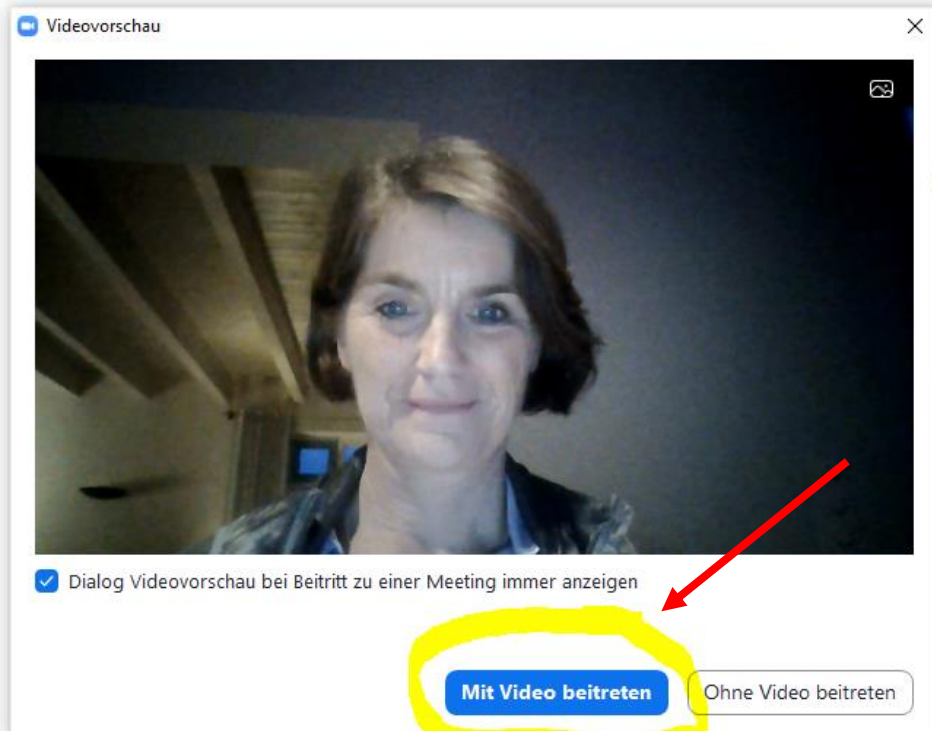 Videovorschau
Dialog Videovorschau bei Beitritt zu einer Meeting immer anzeigen
Mit Video beitreten
Ohne Video beitreten